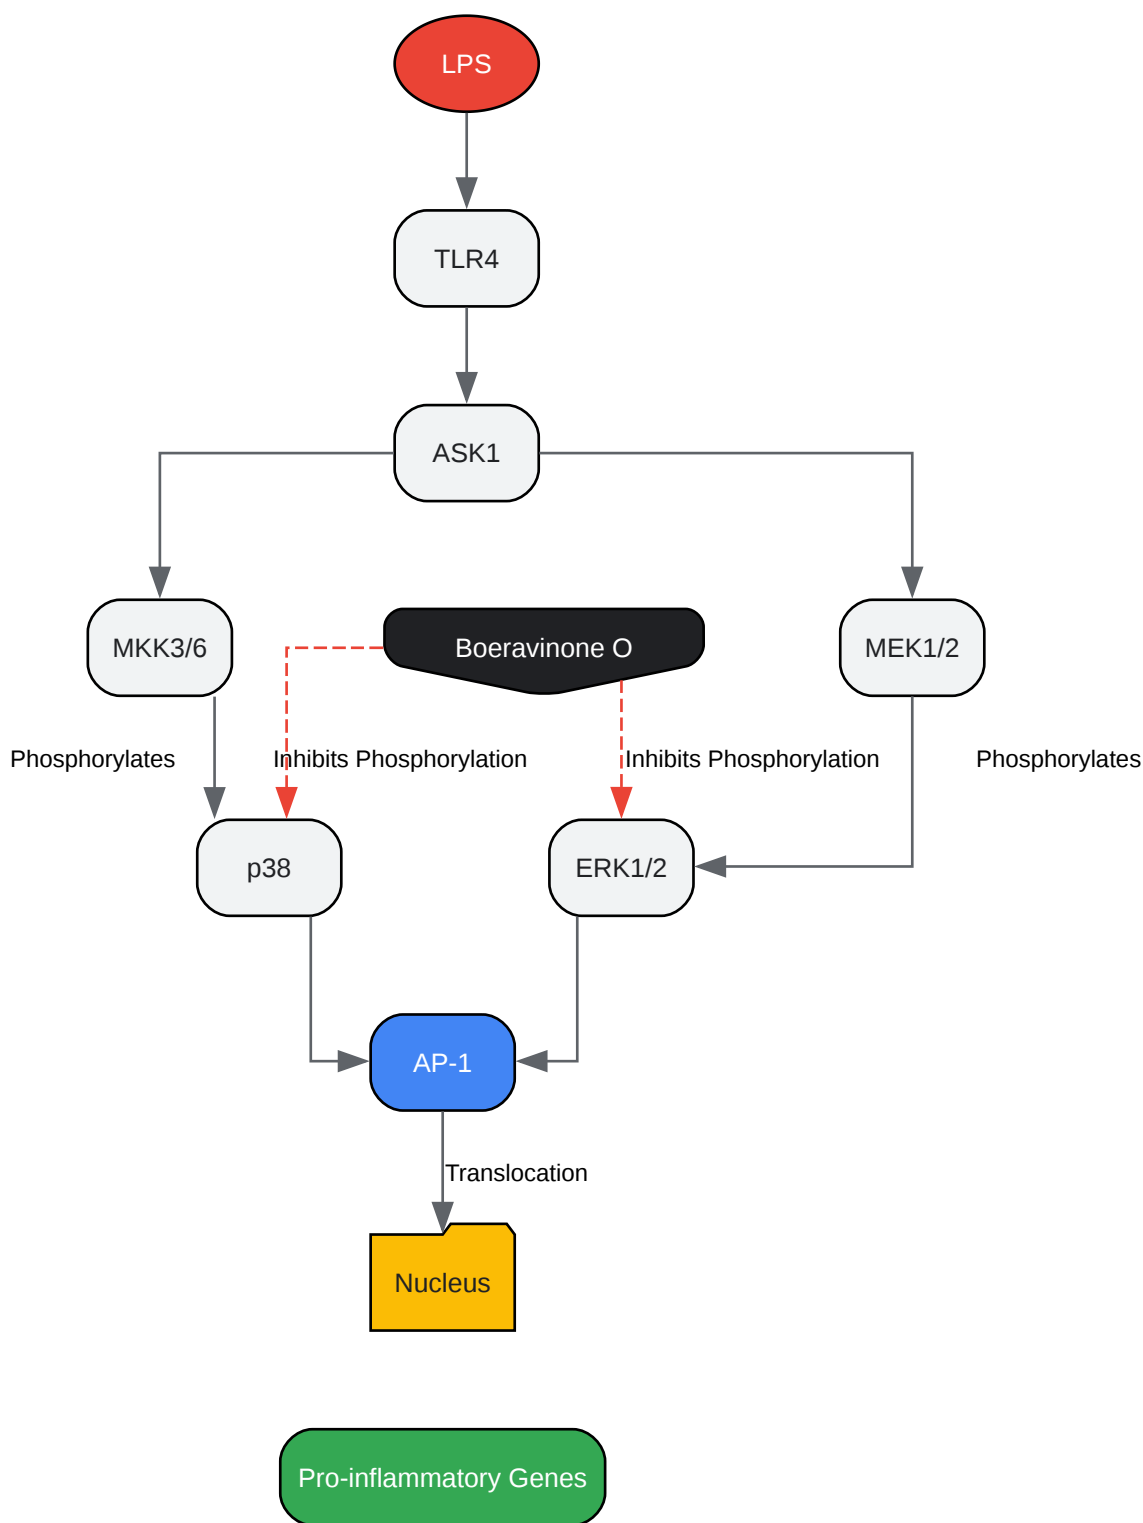 LPS
TLR4
ASK1
MKK3/6
Boeravinone O
MEK1/2
Phosphorylates
Inhibits Phosphorylation
Inhibits Phosphorylation
Phosphorylates
p38
ERK1/2
AP-1
Translocation
Nucleus
Pro-inflammatory Genes